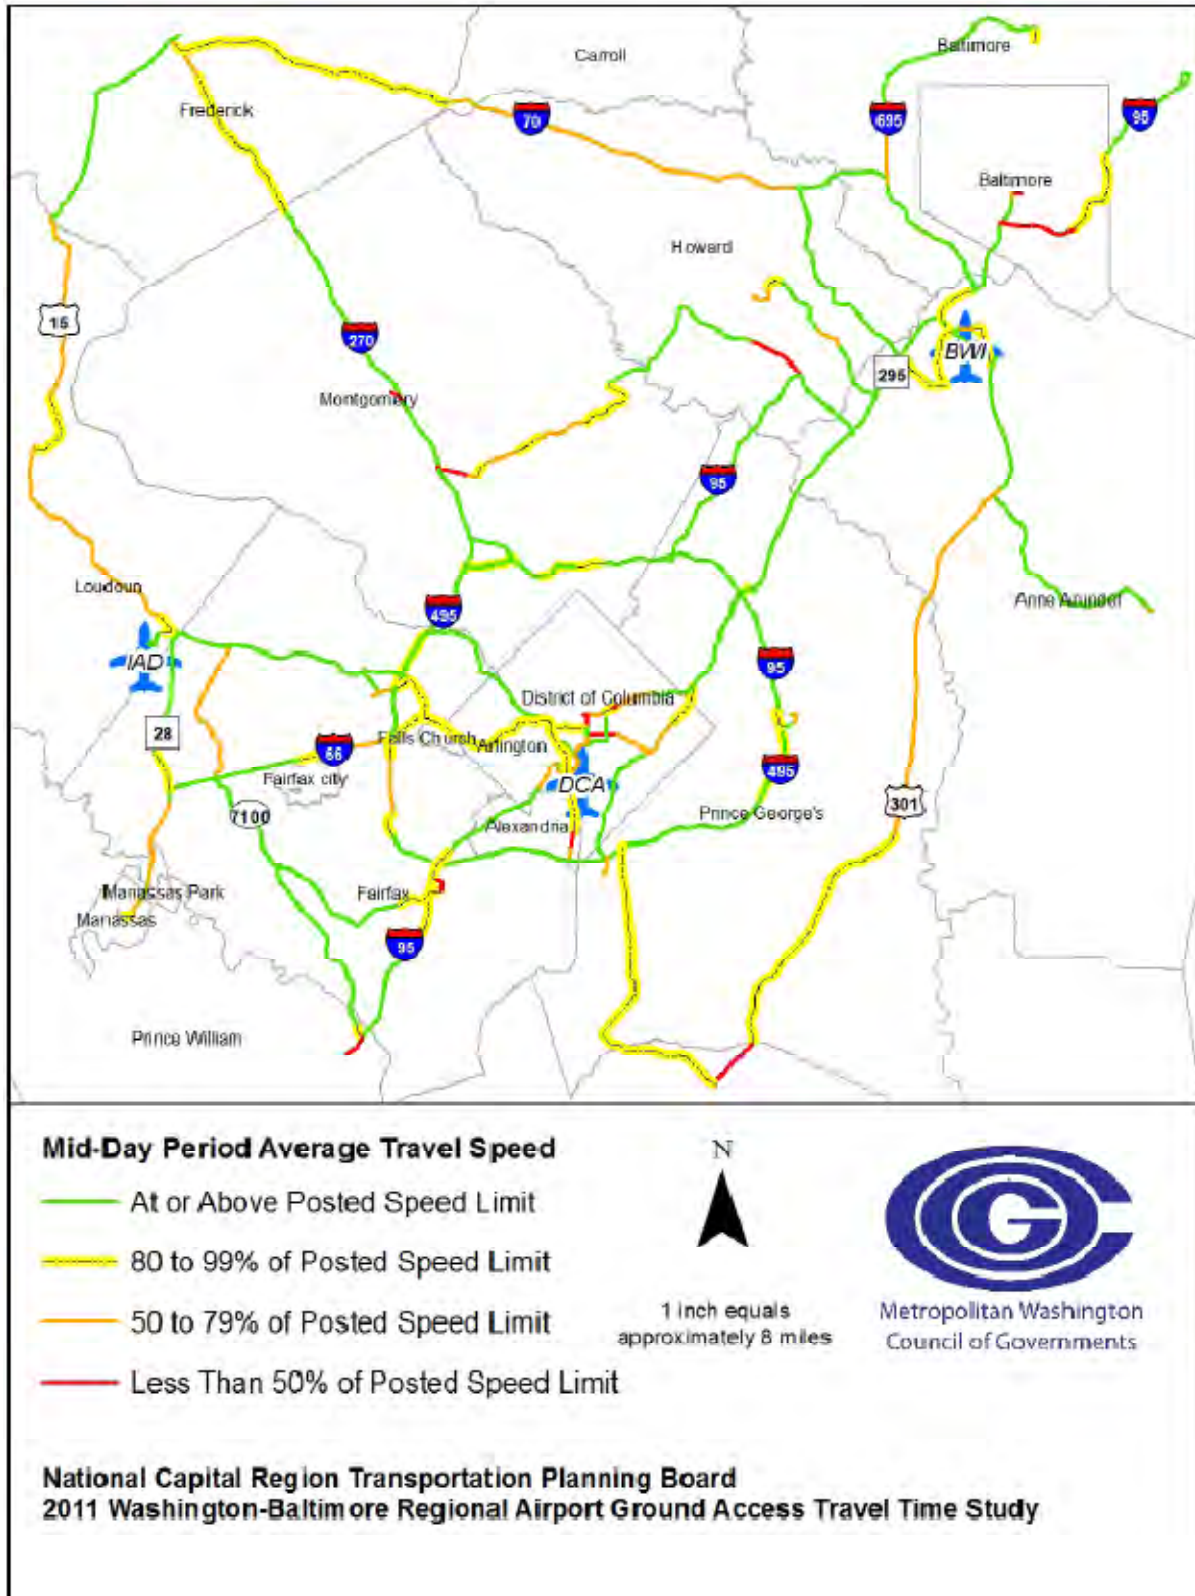 Carroll
Baltimore
Frederick
70
695
95
Baltimore
Howard
15
270
BWI
295
Montgomery
95
Loudoun
495
Anne Arundel
IAD
95
District of Columbia
28
Falls Church
Arlington
66
Fairfax city
DCA
495
301
7100
Alexandria
Prince George's
Manassas Park
Fairfax
Manassas
95
Prince William
Mid-Day Period Average Travel Speed
At or Above Posted Speed Limit
80 to 99% of Posted Speed Limit
50 to 79% of Posted Speed Limit
Less Than 50% of Posted Speed Limit
N
1 inch equals
approximately 8 miles
COG
Metropolitan Washington
Council of Governments
National Capital Region Transportation Planning Board
2011 Washington-Baltimore Regional Airport Ground Access Travel Time Study